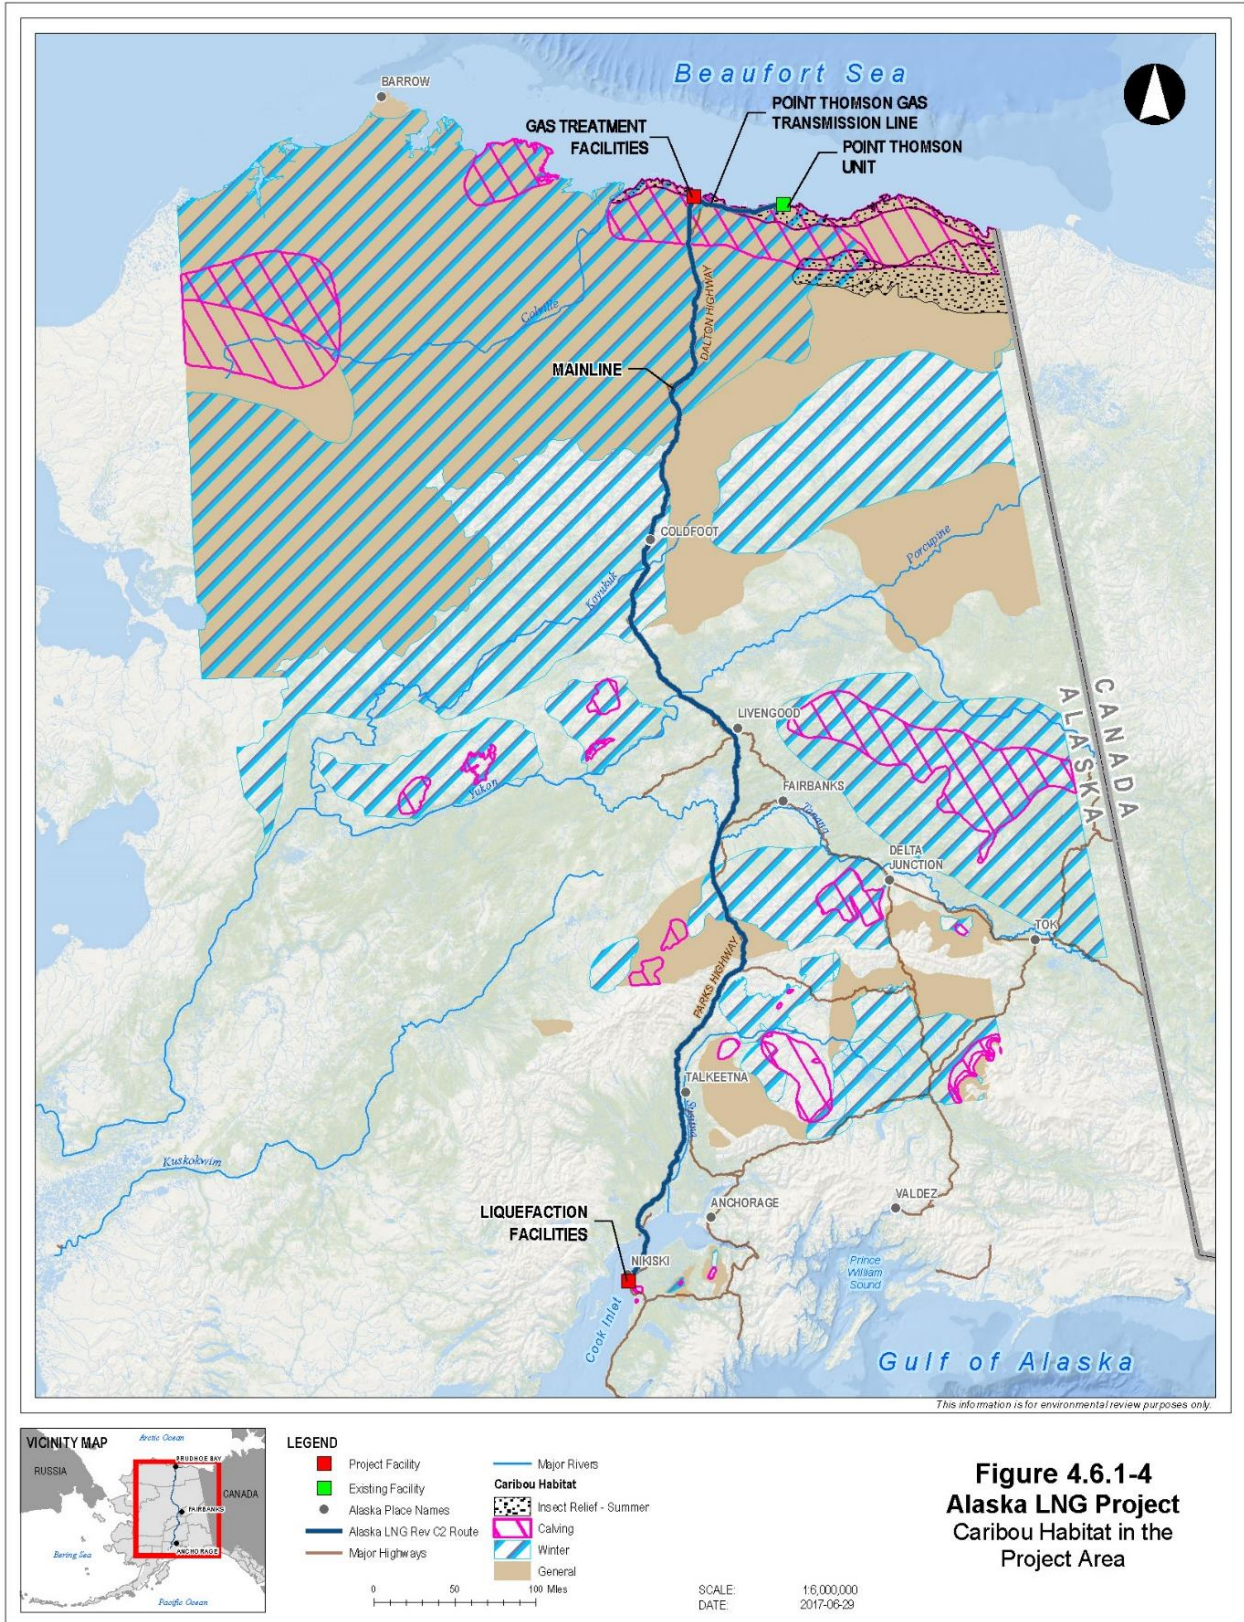 Beaufort Sea
BARROW
POINT THOMSON GAS
TRANSMISSION LINE
GAS TREATMENT
FACILITIES
POINT THOMSON
UNIT
DALTON HIGHWAY
Colville
MAINLINE
COLDFOOT
Porcupine
Koyukuk
CANADA
ALASKA
LIVENGOOD
FAIRBANKS
Yukon
Tanana
DELTA
JUNCTION
TOK
PARKS HIGHWAY
TALKEETNA
Susitna
Kuskokwim
ANCHORAGE
VALDEZ
LIQUEFACTION
FACILITIES
NIKISKI
Prince
William
Sound
Cook Inlet
Gulf of Alaska
This information is for environmental review purposes only.
VICINITY MAP
Arctic Ocean
RUSSIA
PRUDHOE BAY
CANADA
FAIRBANKS
ANCHORAGE
Bering Sea
Pacific Ocean
LEGEND
Project Facility
Existing Facility
Alaska Place Names
Alaska LNG Rev C2 Route
Major Highways
Major Rivers
Caribou Habitat
Insect Relief - Summer
Calving
Winter
General
0 50 100 Miles
SCALE: 1:6,000,000
DATE: 2017-06-29
Figure 4.6.1-4
Alaska LNG Project
Caribou Habitat in the
Project Area